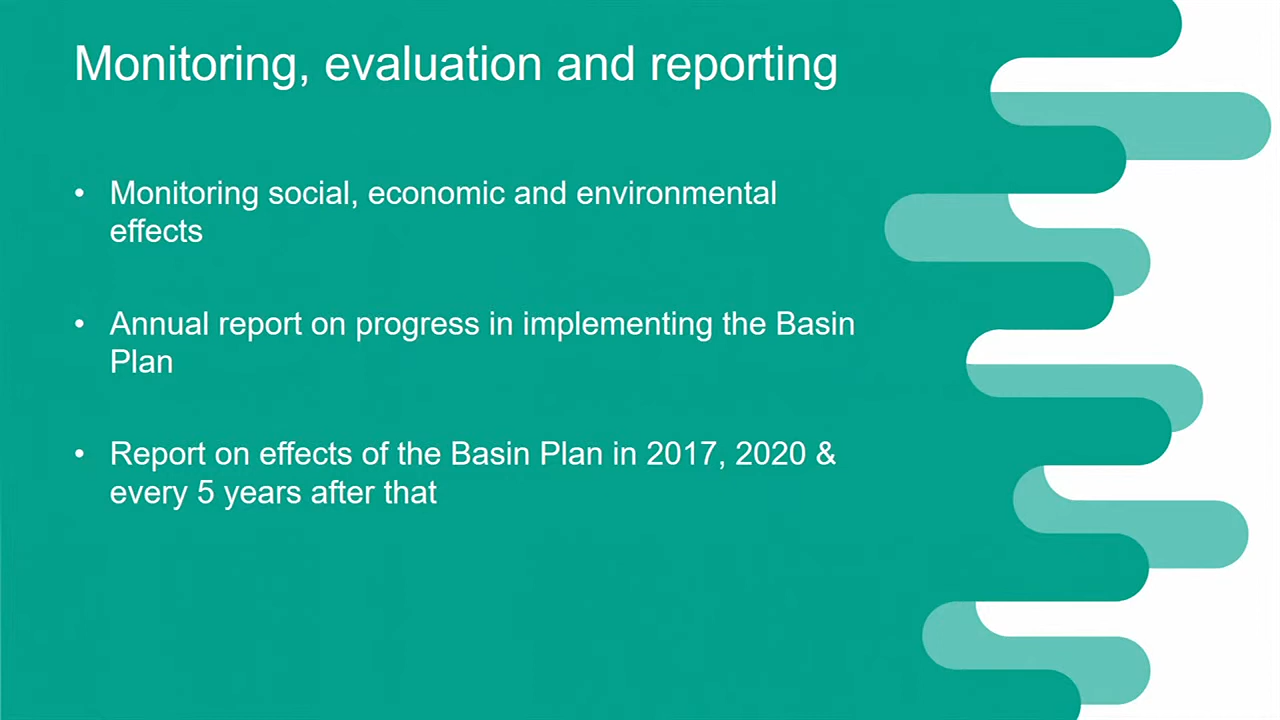 Monitoring, evaluation and reporting
• Monitoring social, economic and environmental
effects
• Annual report on progress in implementing the Basin
Plan
• Report on effects of the Basin Plan in 2017, 2020 &
every 5 years after that